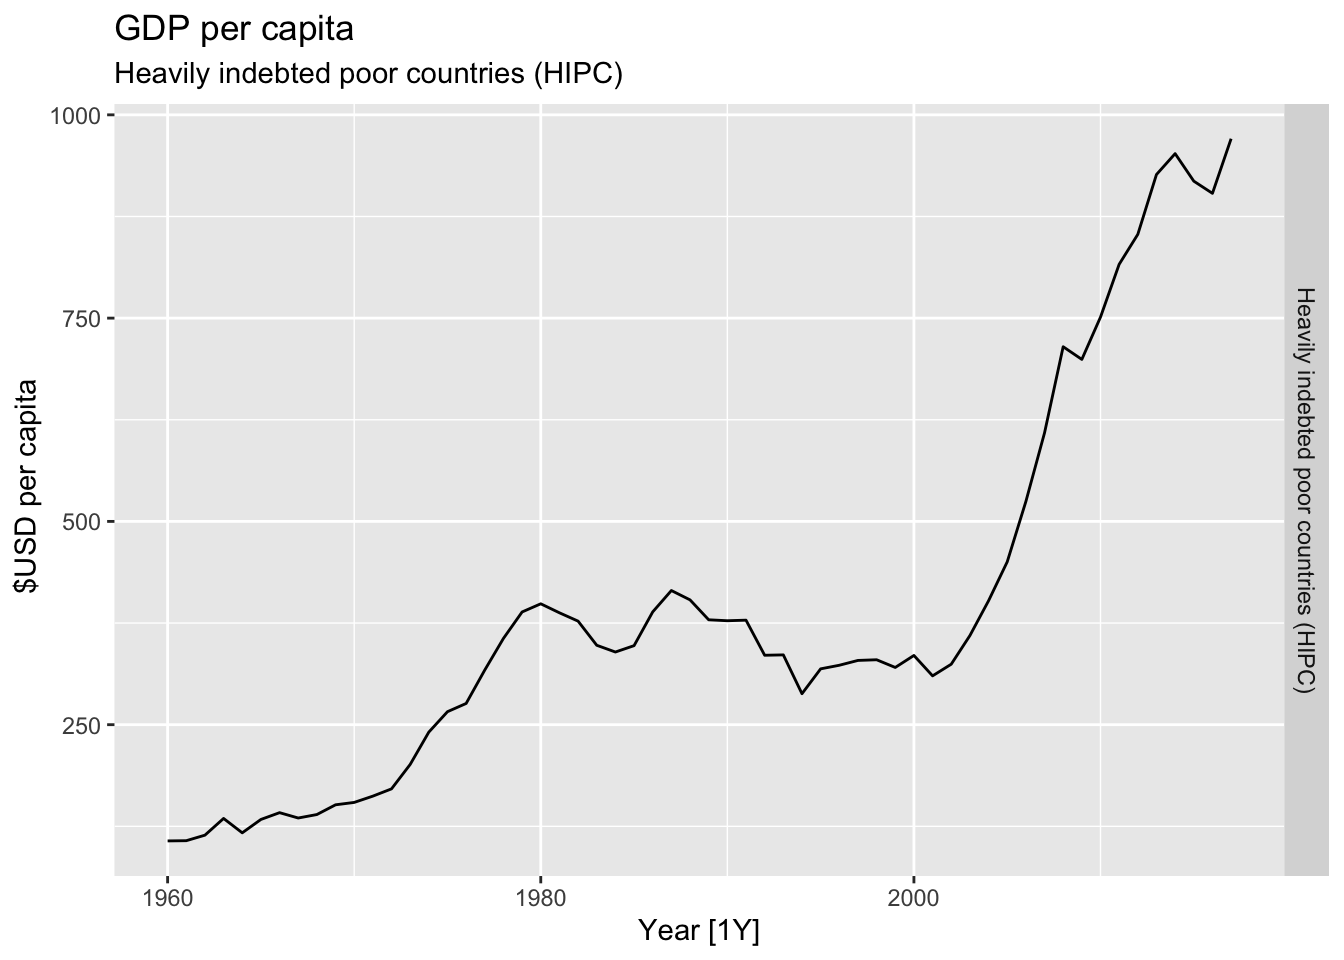 GDP per capita
Heavily indebted poor countries (HIPC)
1000
750
500
250
$USD per capita
Heavily indebted poor countries (HIPC)
1960
1980
2000
Year [1Y]